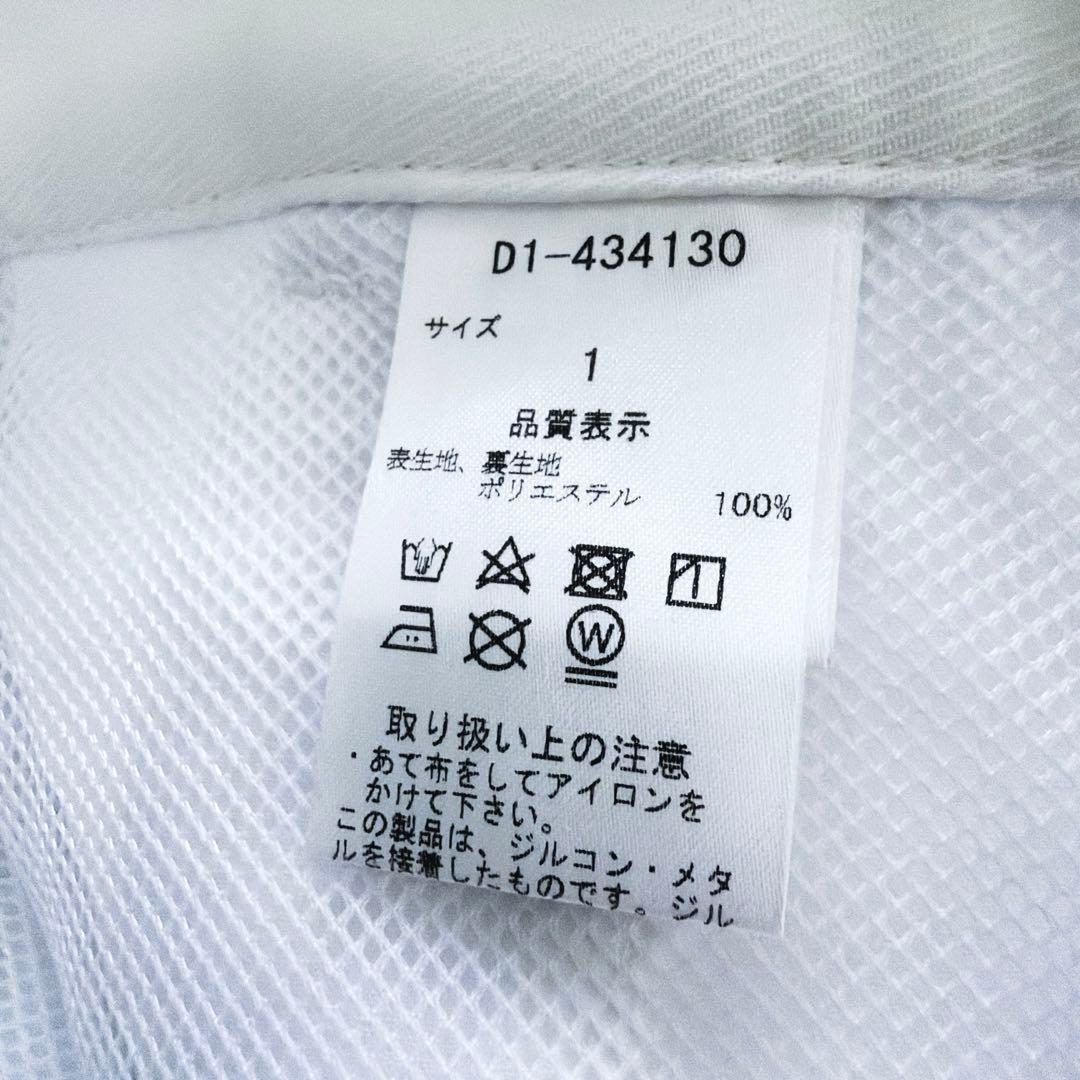 D1-434130
サイズ
1
品質表示
表生地、裏生地
ポリエステル 100%
W
取り扱い上の注意
・あて布をしてアイロンを
かけて下さい。
この製品は、ジルコン・メタ
ルを接着したものです。ジル